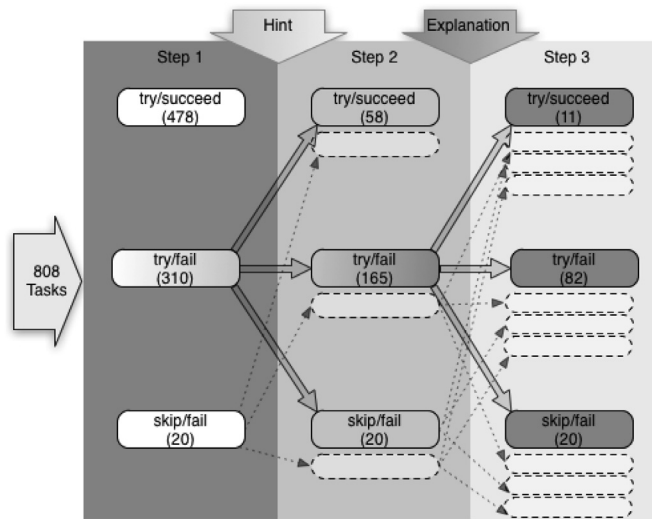 Hint
Explanation
Step 1
Step 2
Step 3
try/succeed
(478)
try/succeed
(58)
try/succeed
(11)
808
Tasks
try/fail
(310)
try/fail
(165)
try/fail
(82)
skip/fail
(20)
skip/fail
(20)
skip/fail
(20)